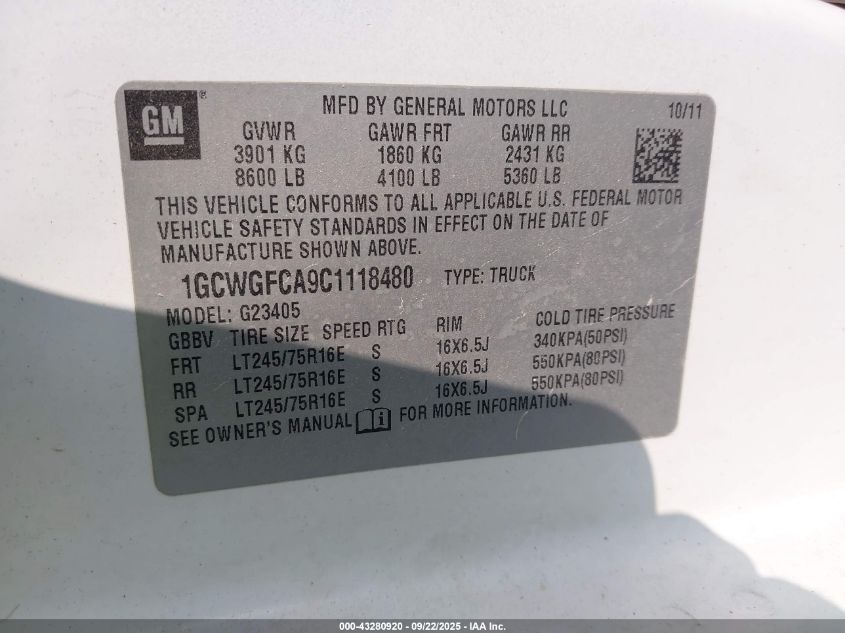 GM®
MFD BY GENERAL MOTORS LLC 10/11
GVWR GAWR FRT GAWR RR
3901 KG 1860 KG 2431 KG
8600 LB 4100 LB 5360 LB
THIS VEHICLE CONFORMS TO ALL APPLICABLE U.S. FEDERAL MOTOR
VEHICLE SAFETY STANDARDS IN EFFECT ON THE DATE OF
MANUFACTURE SHOWN ABOVE.
1GCWGFCA9C1118480 TYPE: TRUCK
MODEL: G23405
GBBV TIRE SIZE SPEED RTG RIM COLD TIRE PRESSURE
FRT LT245/75R16E S 16X6.5J 340KPA(50PSI)
RR LT245/75R16E S 16X6.5J 550KPA(80PSI)
SPA LT245/75R16E S 16X6.5J 550KPA(80PSI)
SEE OWNER'S MANUAL i FOR MORE INFORMATION.
000-43280920 - 09/22/2025 - IAA Inc.